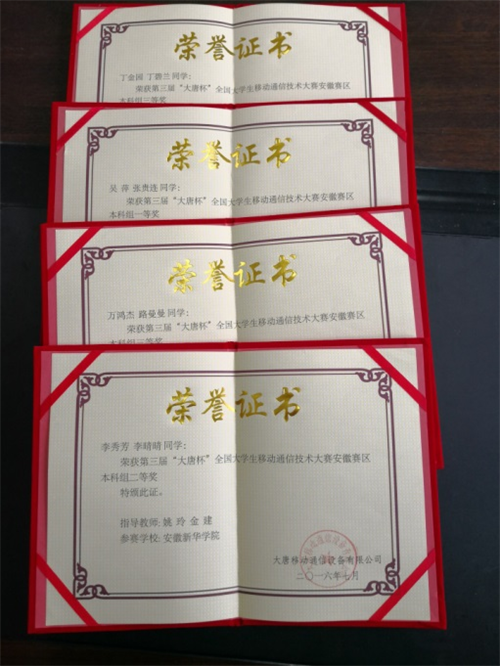 荣誉证书
丁金园 丁碧兰 同学:
荣获第三届“大唐杯”全国大学生移动通信技术大赛安徽赛区
本科组三等奖
荣誉证书
吴 萍 张贵连 同学:
荣获第三届“大唐杯”全国大学生移动通信技术大赛安徽赛区
本科组一等奖
荣誉证书
万鸿杰 路曼曼 同学:
荣获第三届“大唐杯”全国大学生移动通信技术大赛安徽赛区
本科组三等奖
荣誉证书
李秀芳 李晴晴 同学:
荣获第三届“大唐杯”全国大学生移动通信技术大赛安徽赛区
本科组二等奖
特颁此证。
指导教师: 姚 玲 金 建
参赛学校: 安徽新华学院
大唐移动通信设备有限公司
二〇一六年七月